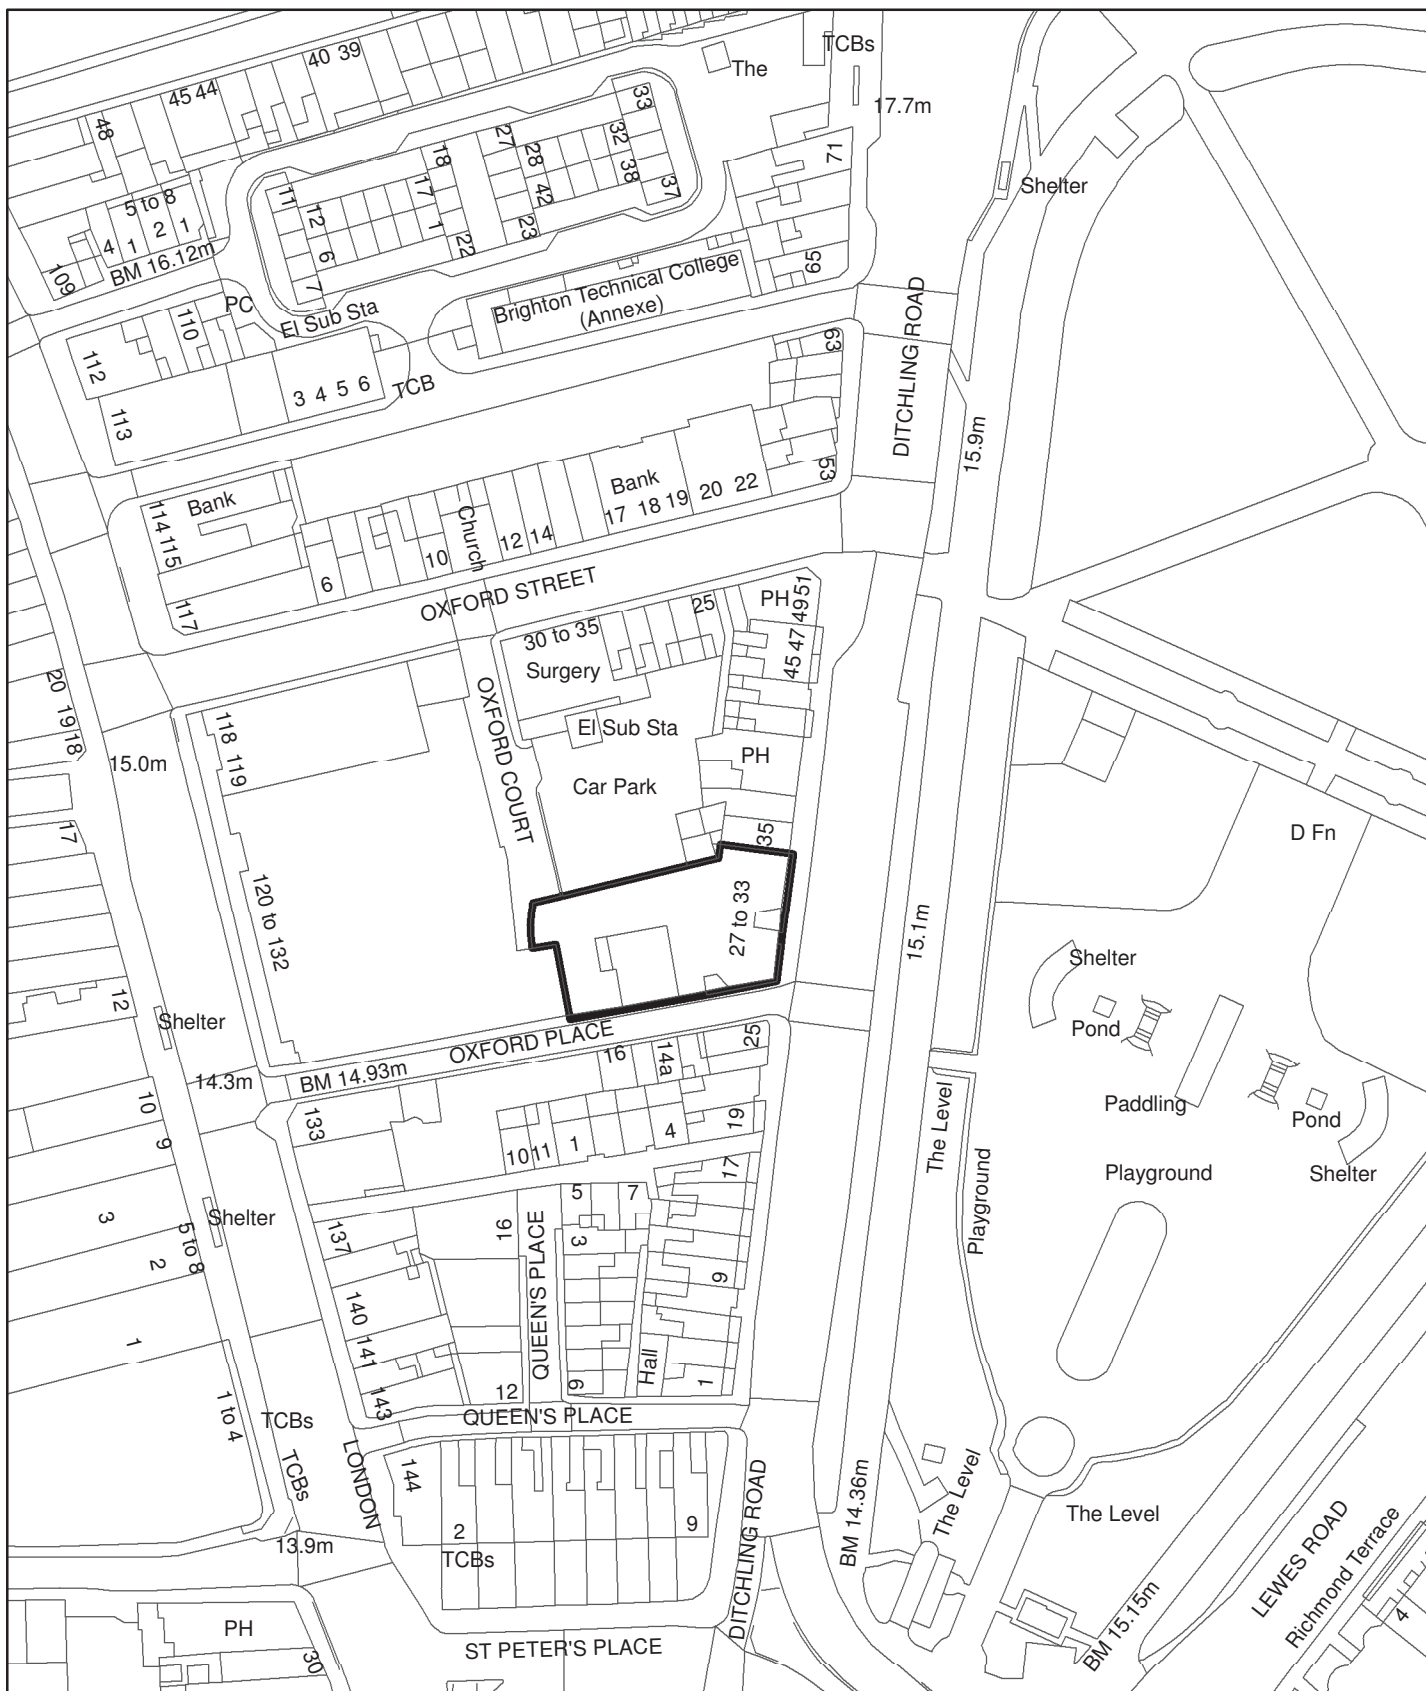 40 39
The
TCBs
45 44
48
33
17.7m
27
32
71
18
28
38
5 to 8
17
42
37
Shelter
11
12
1
23
4 1 2 1
6
22
BM 16.12m
65
109
7
Brighton Technical College
(Annexe)
PC
El Sub Sta
110
63
112
3 4 5 6
TCB
DITCHLING ROAD
113
15.9m
53
Bank
Bank
114
115
17 18 19
20 22
Church
12 14
10
6
OXFORD STREET
117
25
PH
49 51
30 to 35
Surgery
45 47
20
19
18
OXFORD COURT
118
El Sub Sta
119
15.0m
PH
Car Park
17
35
D Fn
120 to 132
27 to 33
15.1m
Shelter
12
Shelter
Pond
OXFORD PLACE
16
14a
25
14.3m
BM 14.93m
10
133
The Level
Paddling
Pond
9
10 11 1
4
19
17
Playground
Playground
Shelter
3
5 to 8
Shelter
5
7
16
137
3
2
QUEEN'S PLACE
9
140
1
141
Hall
12
9
1
143
1 to 4
TCBs
QUEEN'S PLACE
TCBs
LONDON
144
DITCHLING ROAD
BM 14.36m
The Level
The Level
2
TCBs
9
13.9m
LEWES ROAD
Richmond Terrace
BM 15.15m
4
PH
30
ST PETER'S PLACE